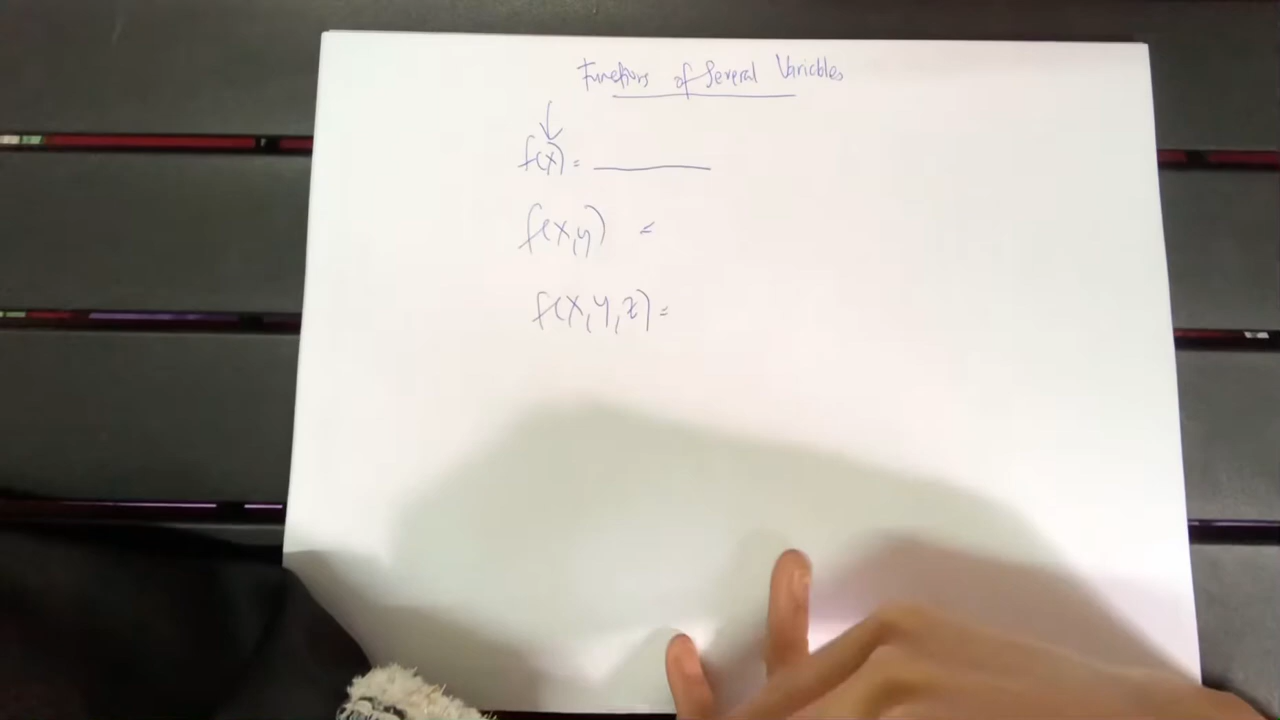 Functions of Several Variables
f(x) =
f(x,y) =
f(x,y,z) =